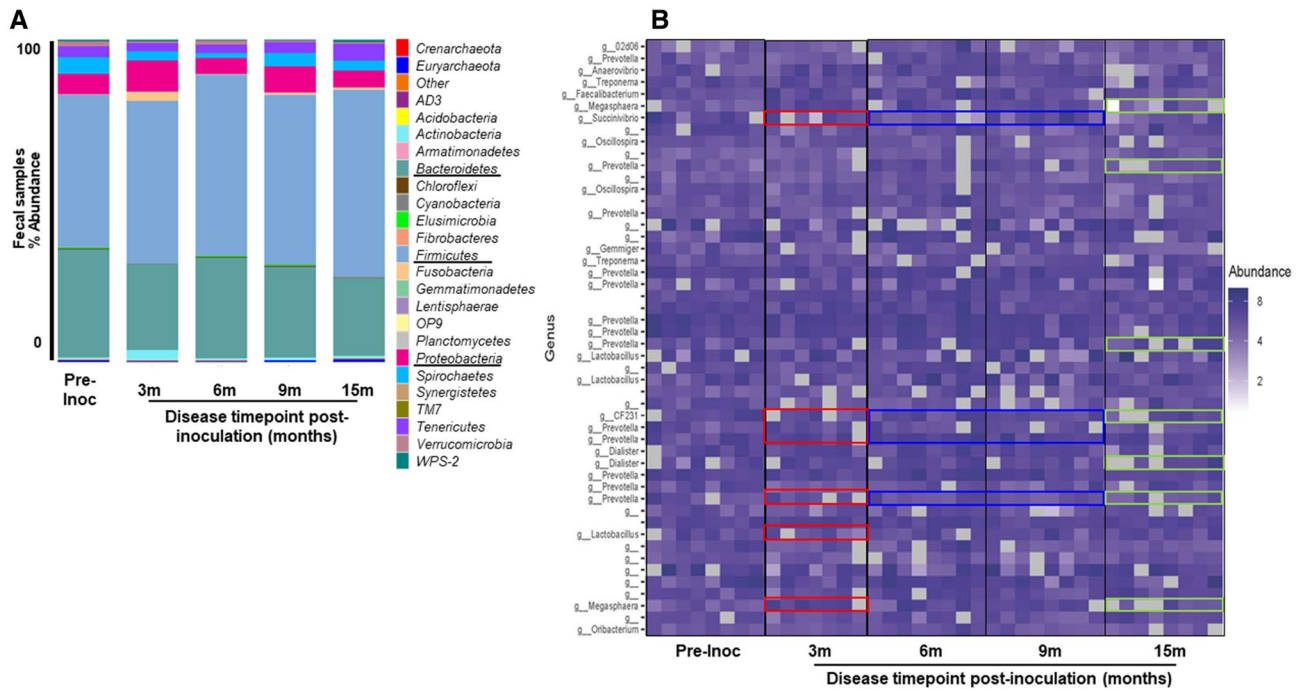 A
100
Fecal samples
% Abundance
0
Pre-
Inoc
3m
6m
9m
15m
Disease timepoint post-
inoculation (months)
Crenarchaeota
Euryarchaeota
Other
AD3
Acidobacteria
Actinobacteria
Armatimonadetes
Bacteroidetes
Chloroflexi
Cyanobacteria
Elusimicrobia
Fibrobacteres
Firmicutes
Fusobacteria
Gemmatimonadetes
Lentisphaerae
OP9
Planctomycetes
Proteobacteria
Spirochaetes
Synergistetes
TM7
Tenericutes
Verrucomicrobia
WPS-2
B
Genus
g__02d06
g__Prevotella
g__Anaerovibrio
g__Treponema
g__Faecalibacterium
g__Megasphaera
g__Succinivibrio
g__
g__Oscillospira
g__
g__Prevotella
g__
g__Oscillospira
g__Prevotella
g__
g__
g__Gemmiger
g__Treponema
g__Prevotella
g__Prevotella
g__Prevotella
g__Prevotella
g__Prevotella
g__Lactobacillus
g__
g__Lactobacillus
g__
g__CF231
g__Prevotella
g__Prevotella
g__Dialister
g__Dialister
g__Prevotella
g__Prevotella
g__Prevotella
g__
g__Lactobacillus
g__
g__
g__
g__
g__
g__Megasphaera
g__
g__Oribacterium
Pre-Inoc
3m
6m
9m
15m
Disease timepoint post-inoculation (months)
Abundance
8
4
2